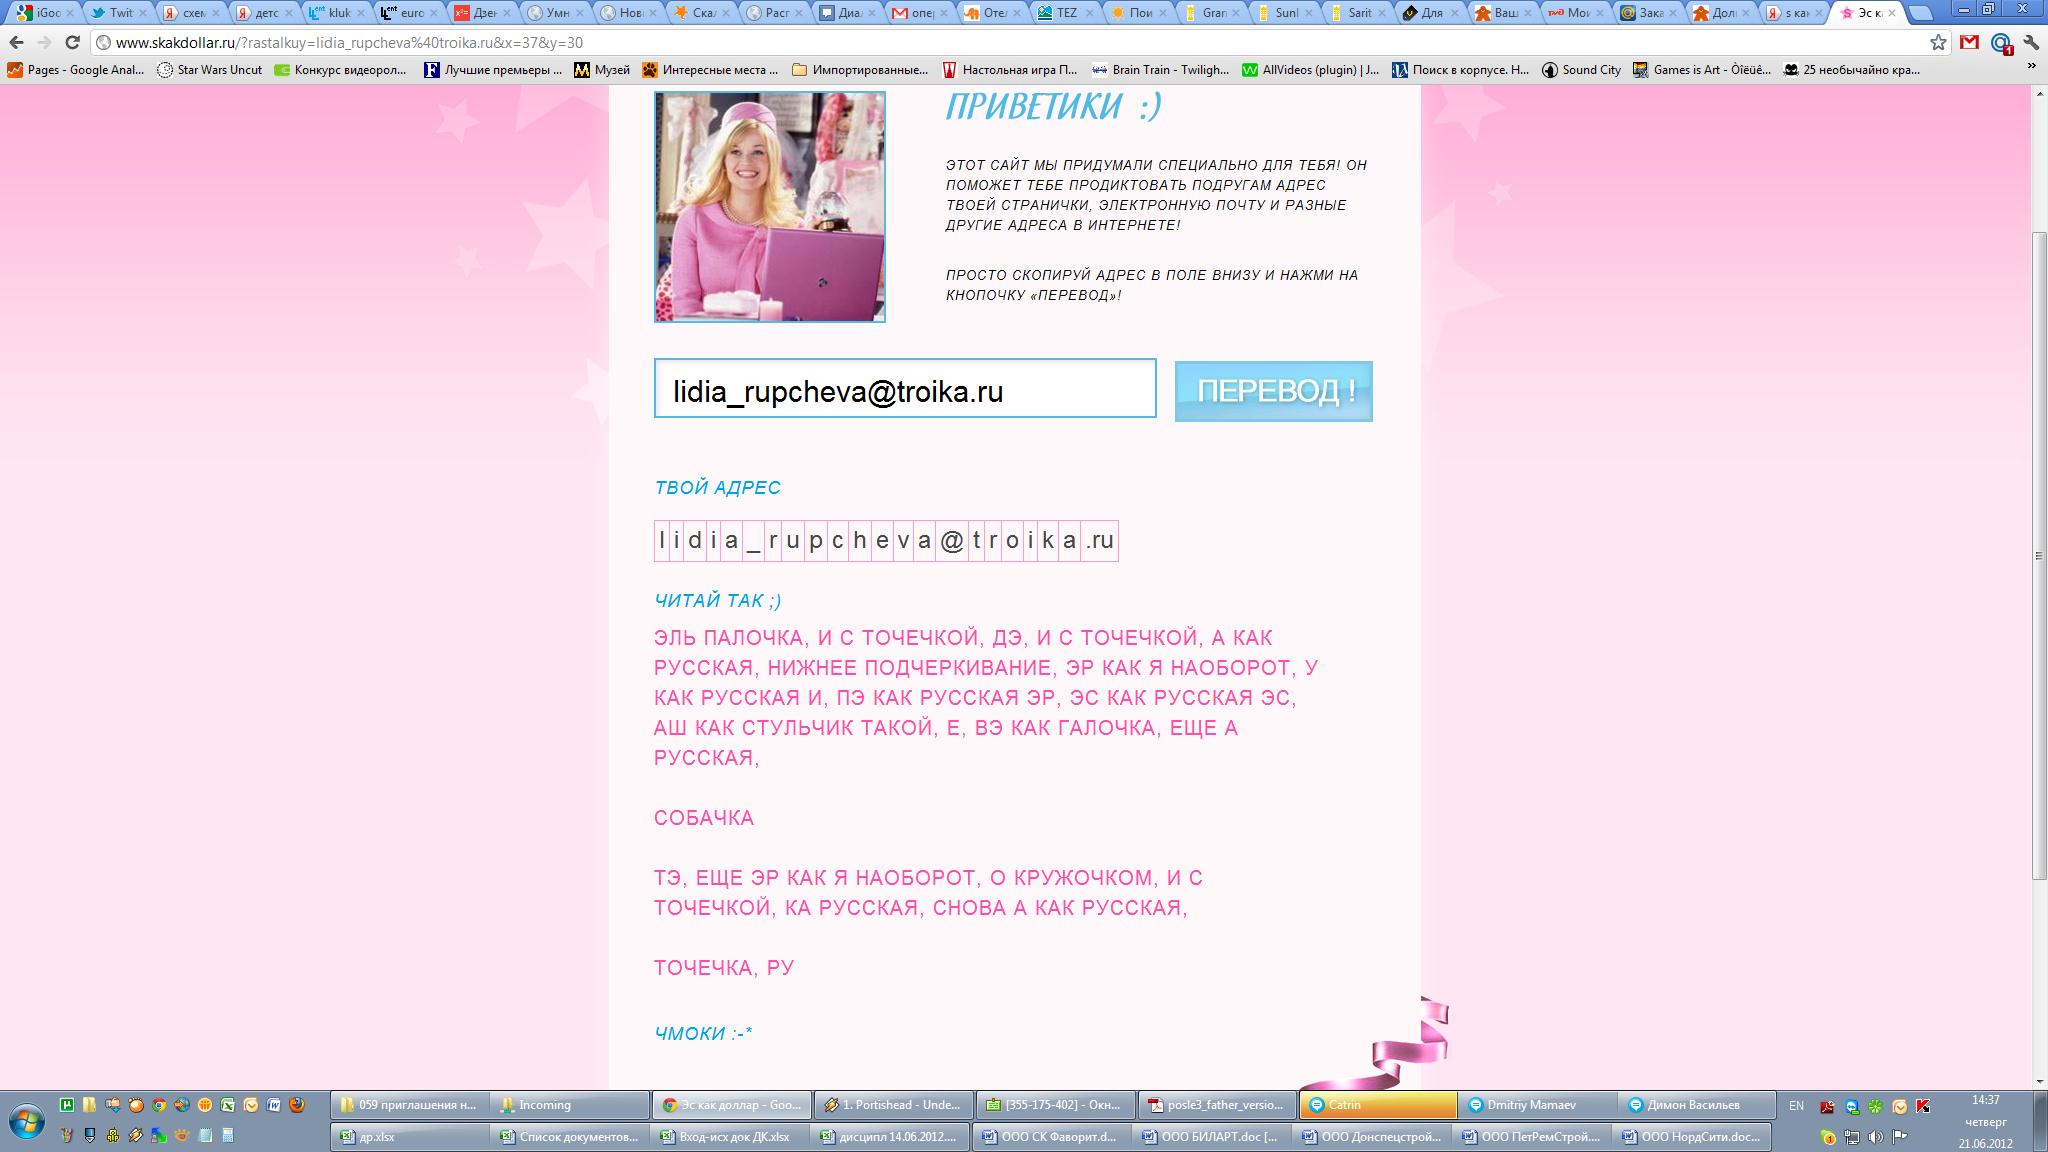 iGoo Twit схем детс kluk euro Дзен Умн Нови Скал Расп Диал опер Отел TEZ Пои Gran Sunl Sarit Для Ваш Мои Зака Дол s как Эс к
www.skakdollar.ru/?rastalkuy=lidia_rupcheva%40troika.ru&x=37&y=30
Pages - Google Anal... Star Wars Uncut Конкурс видеорол... Лучшие премьеры ... Музей Интересные места ... Импортированные... Настольная игра П... Brain Train - Twiligh... AllVideos (plugin) | J... Поиск в корпусе. Н... Sound City Games is Art - Òîëüê... 25 необычайно кра... »
ПРИВЕТИКИ :)
ЭТОТ САЙТ МЫ ПРИДУМАЛИ СПЕЦИАЛЬНО ДЛЯ ТЕБЯ! ОН
ПОМОЖЕТ ТЕБЕ ПРОДИКТОВАТЬ ПОДРУГАМ АДРЕС
ТВОЕЙ СТРАНИЧКИ, ЭЛЕКТРОННУЮ ПОЧТУ И РАЗНЫЕ
ДРУГИЕ АДРЕСА В ИНТЕРНЕТЕ!
ПРОСТО СКОПИРУЙ АДРЕС В ПОЛЕ ВНИЗУ И НАЖМИ НА
КНОПОЧКУ «ПЕРЕВОД»!
lidia_rupcheva@troika.ru ПЕРЕВОД !
ТВОЙ АДРЕС
l i d i a _ r u p c h e v a @ t r o i k a .ru
ЧИТАЙ ТАК ;)
ЭЛЬ ПАЛОЧКА, И С ТОЧЕЧКОЙ, ДЭ, И С ТОЧЕЧКОЙ, А КАК
РУССКАЯ, НИЖНЕЕ ПОДЧЕРКИВАНИЕ, ЭР КАК Я НАОБОРОТ, У
КАК РУССКАЯ И, ПЭ КАК РУССКАЯ ЭР, ЭС КАК РУССКАЯ ЭС,
АШ КАК СТУЛЬЧИК ТАКОЙ, Е, ВЭ КАК ГАЛОЧКА, ЕЩЕ А
РУССКАЯ,
СОБАЧКА
ТЭ, ЕЩЕ ЭР КАК Я НАОБОРОТ, О КРУЖОЧКОМ, И С
ТОЧЕЧКОЙ, КА РУССКАЯ, СНОВА А КАК РУССКАЯ,
ТОЧЕЧКА, РУ
ЧМОКИ :-*
059 приглашения н... Incoming Эс как доллар - Goo... 1. Portishead - Unde... [355-175-402] - Окн... posle3_father_versio... Catrin Dmitriy Mamaev Димон Васильев EN 14:37
четверг
др.xlsx Список документов... Вход-исх док ДК.xlsx дисципл 14.06.2012.... ООО СК Фаворит.d... ООО БИЛАРТ.doc [... ООО Донспецстрой... ООО ПетРемСтрой.... ООО НордСити.doc... 21.06.2012